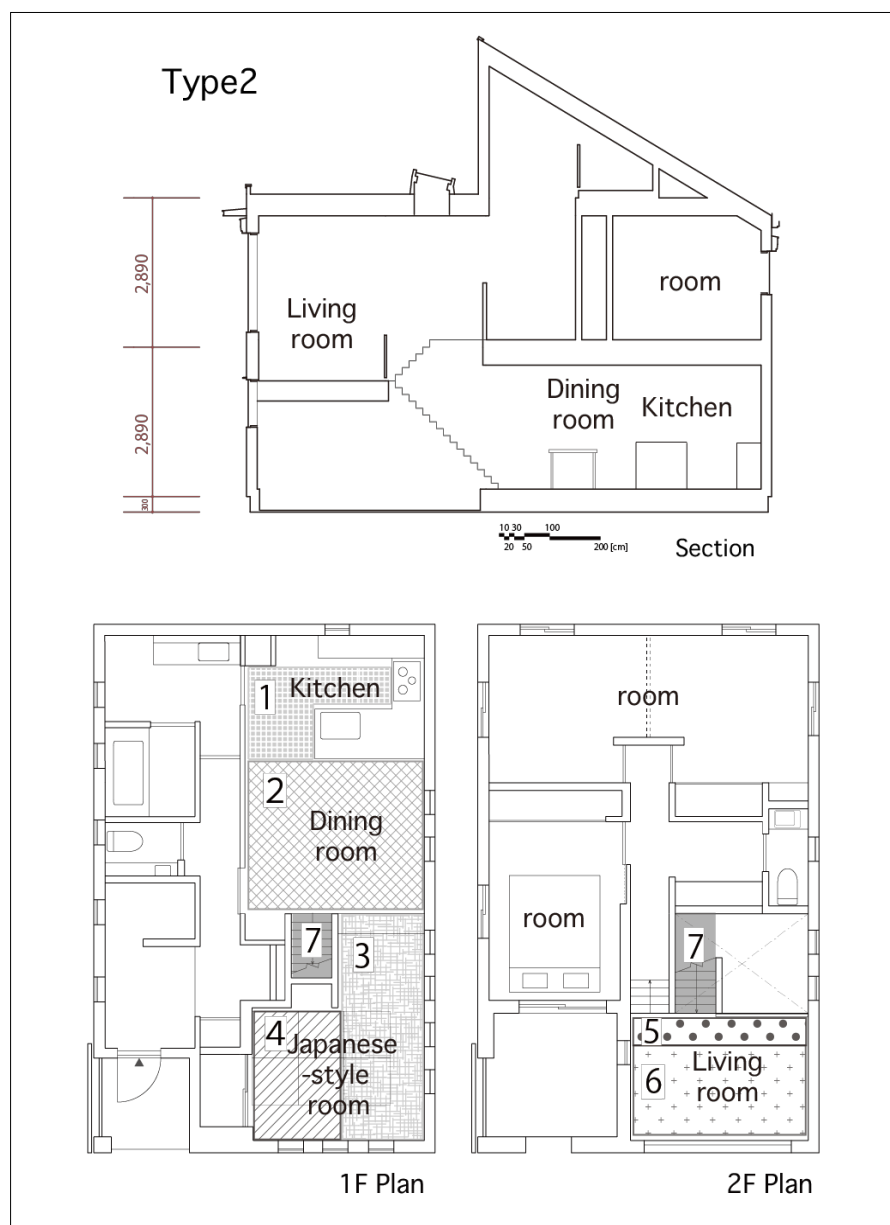 Type2
2,890
2,890
300
Living
room
room
Dining
room
Kitchen
10 30 100
20 50 200 [cm]
Section
1
Kitchen
2
Dining
room
7
3
4
Japanese
-style
room
1F Plan
room
room
7
5
6
Living
room
2F Plan